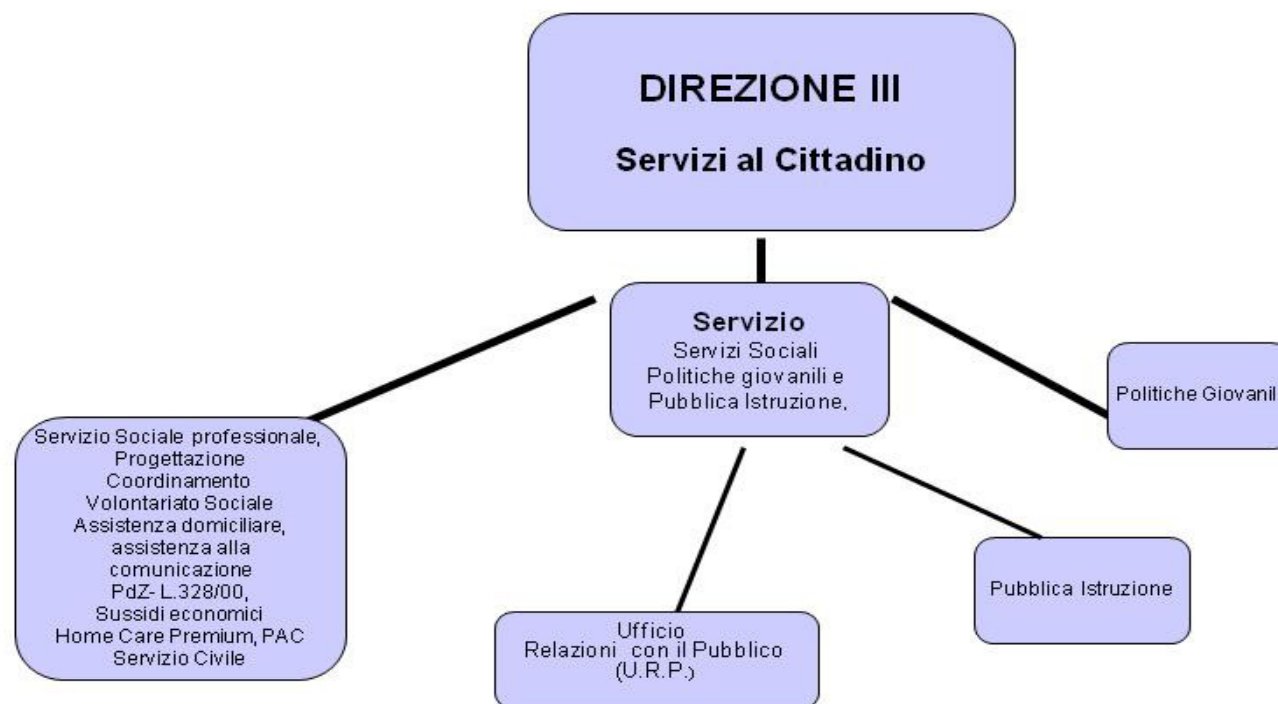 DIREZIONE III
Servizi al Cittadino
Servizio
Servizi Sociali
Politiche giovanili e
Pubblica Istruzione,
Politiche Giovanil
Servizio Sociale professionale,
Progettazione
Coordinamento
Volontariato Sociale
Assistenza domiciliare,
assistenza alla
comunicazione
PdZ- L.328/00,
Sussidi economici
Home Care Premium, PAC
Servizio Civile
Pubblica Istruzione
Ufficio
Relazioni con il Pubblico
(U.R.P.)